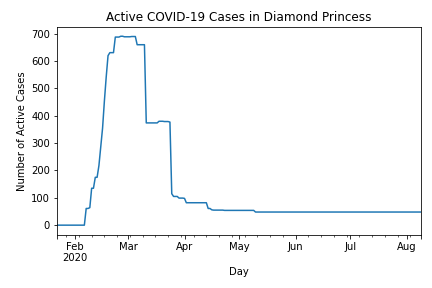 Active COVID-19 Cases in Diamond Princess
700
600
500
400
300
200
100
0
Number of Active Cases
Feb Mar Apr May Jun Jul Aug
2020
Day